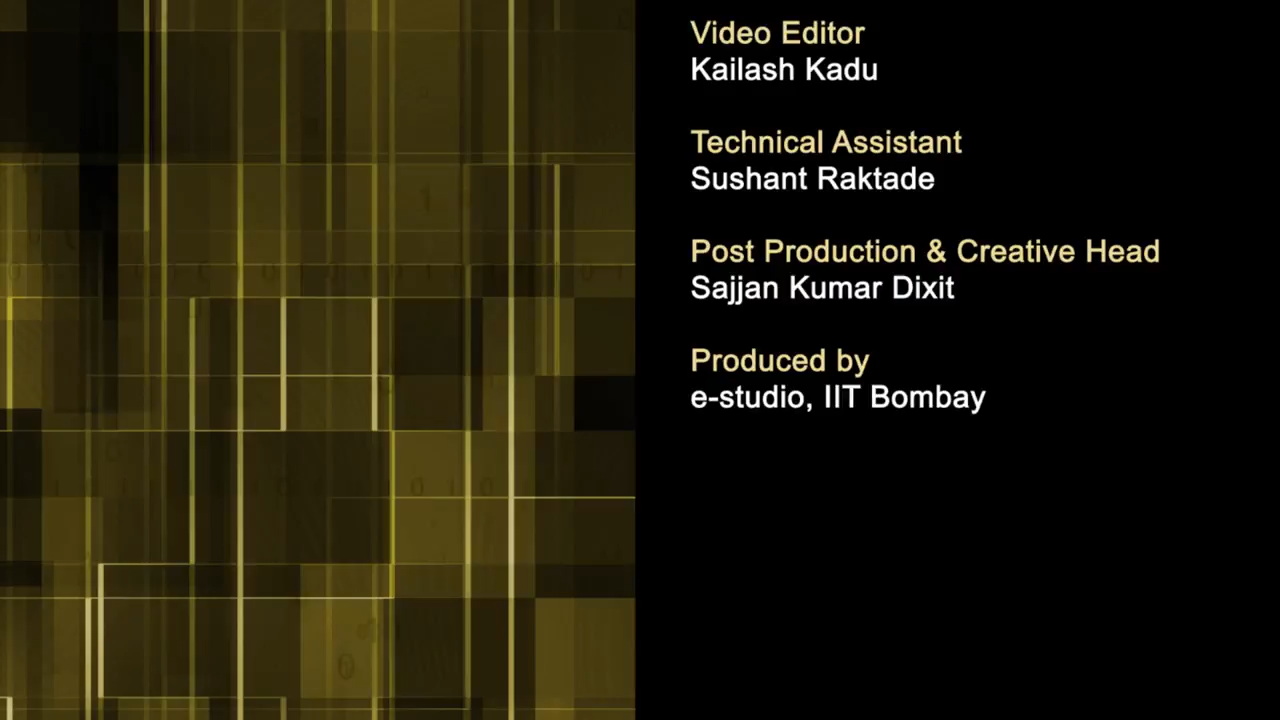 Video Editor
Kailash Kadu
Technical Assistant
Sushant Raktade
Post Production & Creative Head
Sajjan Kumar Dixit
Produced by
e-studio, IIT Bombay